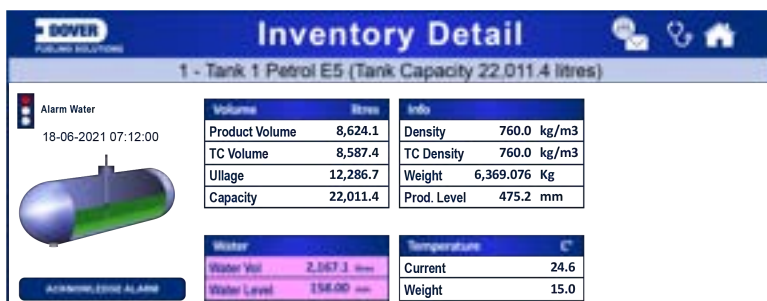 DOVER
FUELING SOLUTIONS
Inventory Detail
1 - Tank 1 Petrol E5 (Tank Capacity 22,011.4 litres)
Alarm Water
18-06-2021 07:12:00
ACKNOWLEDGE ALARM
Volume litres
Product Volume 8,624.1
TC Volume 8,587.4
Ullage 12,286.7
Capacity 22,011.4
Info
Density 760.0 kg/m3
TC Density 760.0 kg/m3
Weight 6,369.076 Kg
Prod. Level 475.2 mm
Water
Water Vol 2,167.1 litres
Water Level 158.00 mm
Temperature C°
Current 24.6
Weight 15.0